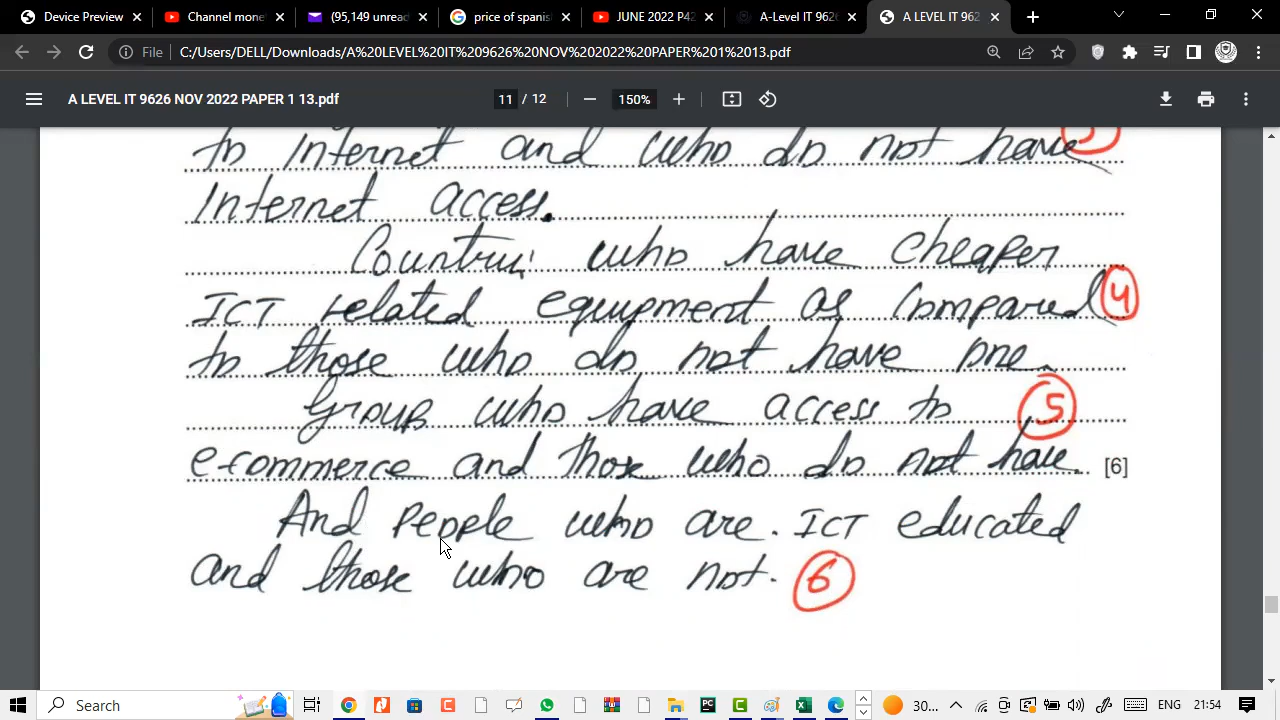 Device Preview
Channel mone
(95,149 unread
price of spanis
JUNE 2022 P42
A-Level IT 9626
A LEVEL IT 962
File C:/Users/DELL/Downloads/A%20LEVEL%20IT%209626%20NOV%202022%20PAPER%201%2013.pdf
A LEVEL IT 9626 NOV 2022 PAPER 1 13.pdf
11 / 12
150%
to Internet and who do not have
Internet access.
who have cheaper
ICT related equipment as compared 4
to those who do not have one.
Group who have access to 5
ecommerce and those who do not have. [6]
And people who are. ICT educated
and those who are not. 6
Search
30...
ENG
21:54